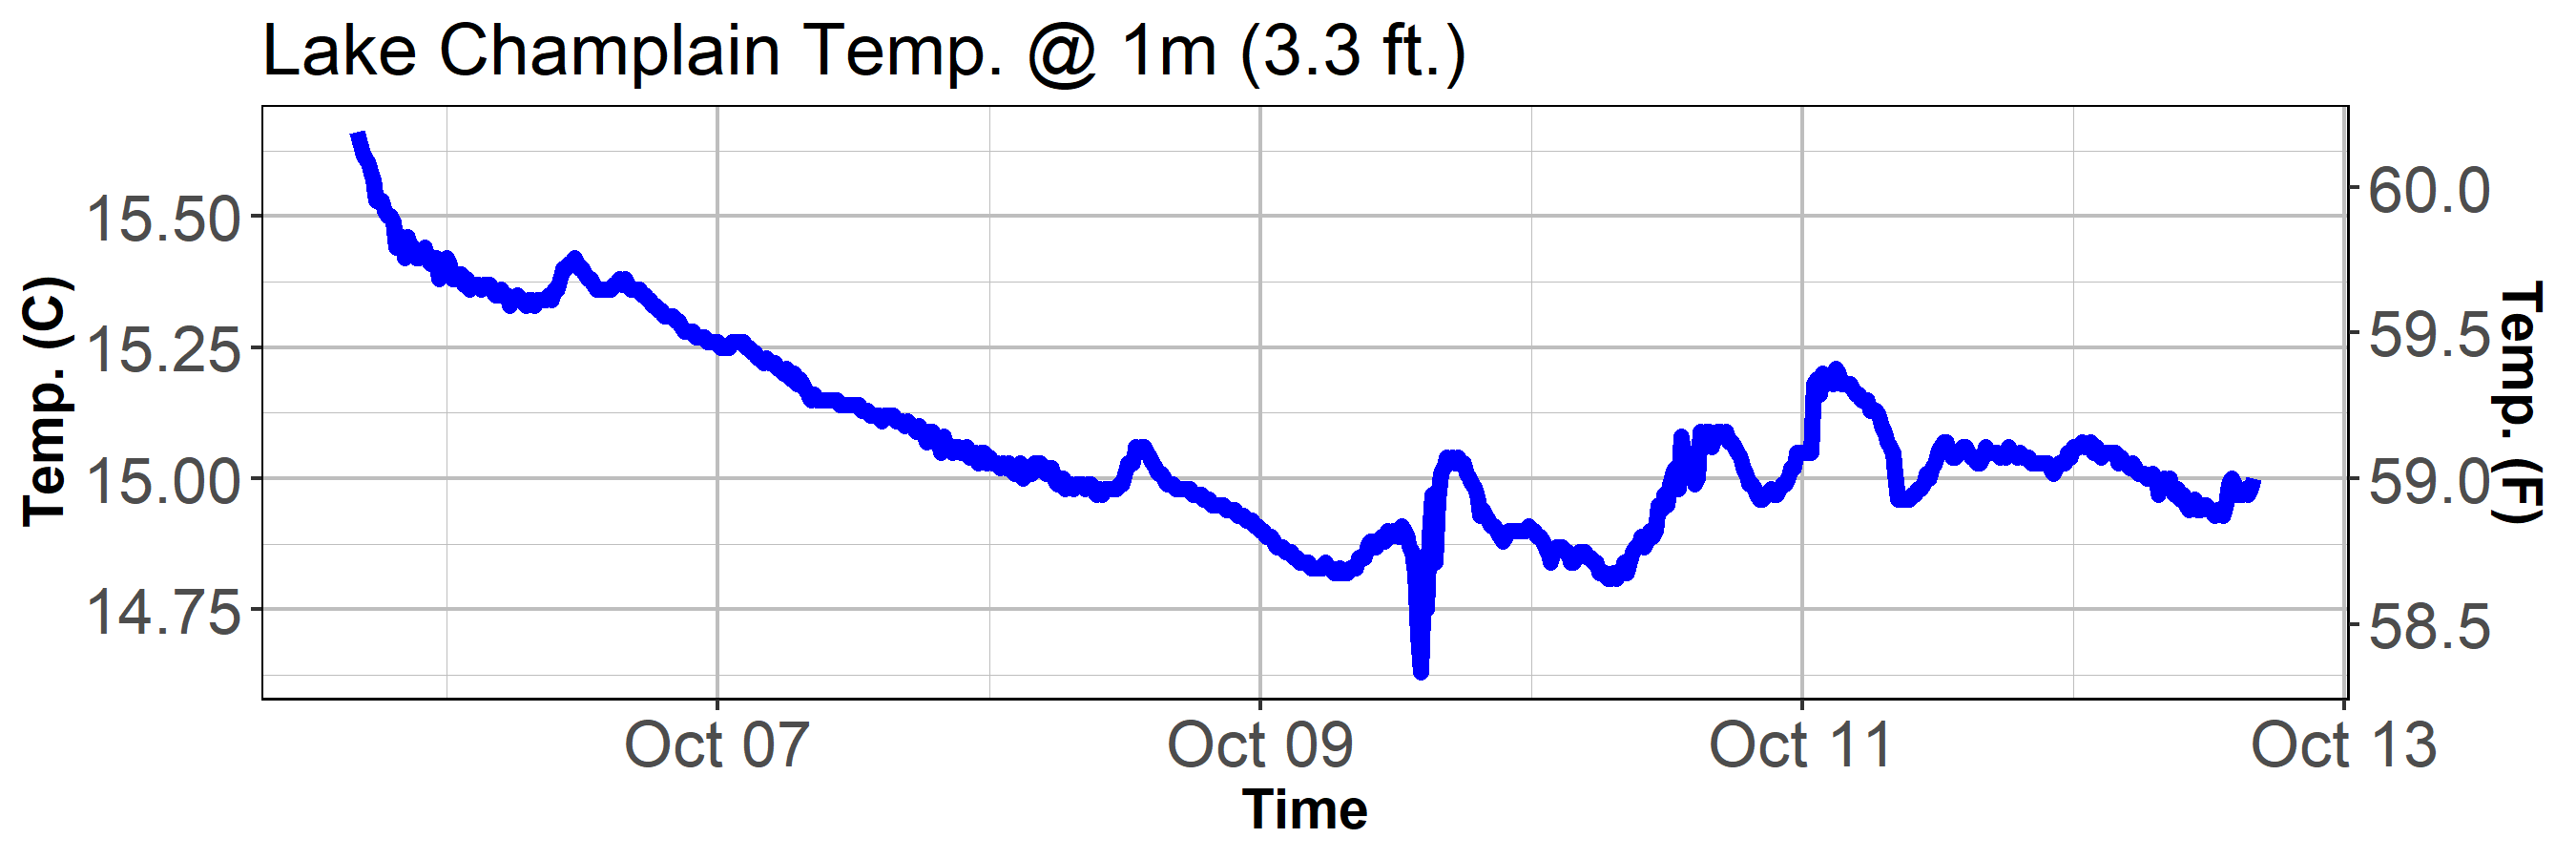 Lake Champlain Temp. @ 1m (3.3 ft.)
Temp. (C)
15.50
15.25
15.00
14.75
60.0
59.5
59.0
58.5
Temp. (F)
Oct 07 Oct 09 Oct 11 Oct 13
Time